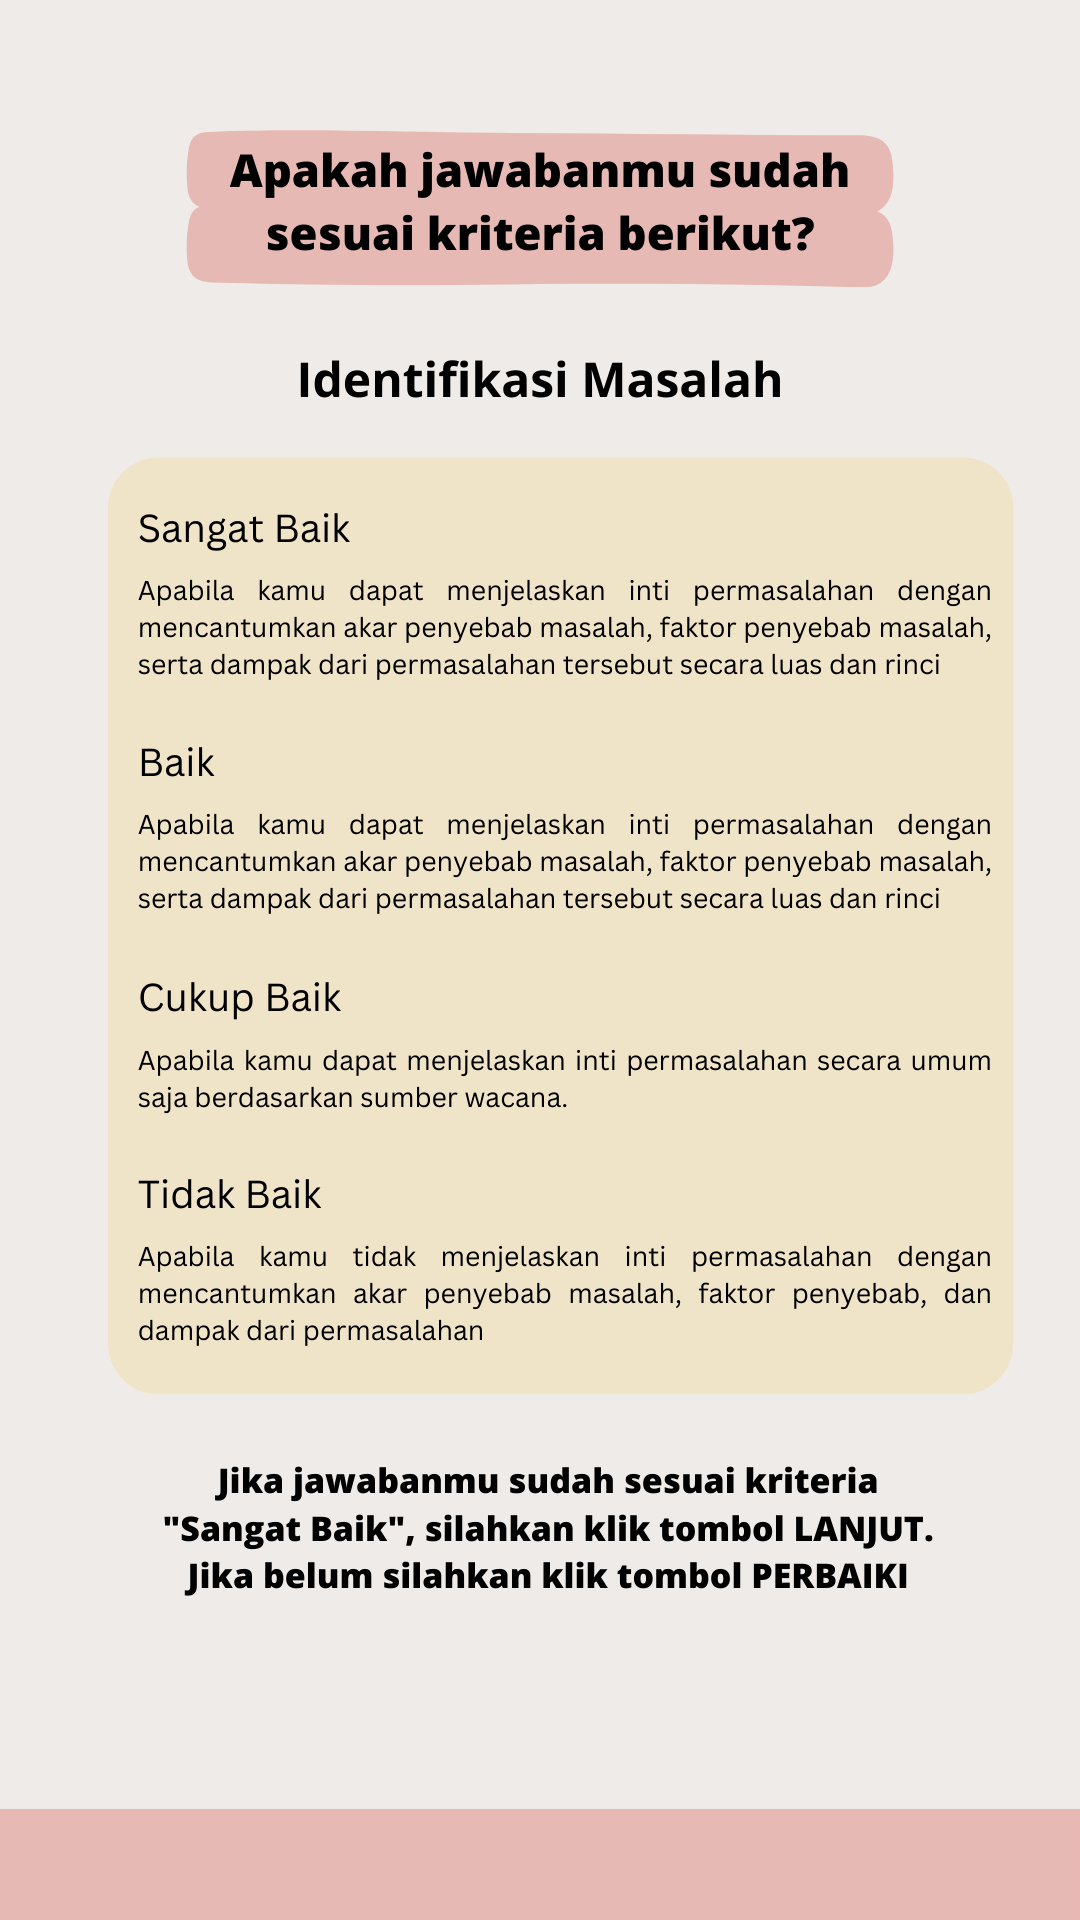 Apakah jawabanmu sudah
sesuai kriteria berikut?
Identifikasi Masalah
Sangat Baik
Apabila kamu dapat menjelaskan inti permasalahan dengan
mencantumkan akar penyebab masalah, faktor penyebab masalah,
serta dampak dari permasalahan tersebut secara luas dan rinci
Baik
Apabila kamu dapat menjelaskan inti permasalahan dengan
mencantumkan akar penyebab masalah, faktor penyebab masalah,
serta dampak dari permasalahan tersebut secara luas dan rinci
Cukup Baik
Apabila kamu dapat menjelaskan inti permasalahan secara umum
saja berdasarkan sumber wacana.
Tidak Baik
Apabila kamu tidak menjelaskan inti permasalahan dengan
mencantumkan akar penyebab masalah, faktor penyebab, dan
dampak dari permasalahan
Jika jawabanmu sudah sesuai kriteria
"Sangat Baik", silahkan klik tombol LANJUT.
Jika belum silahkan klik tombol PERBAIKI